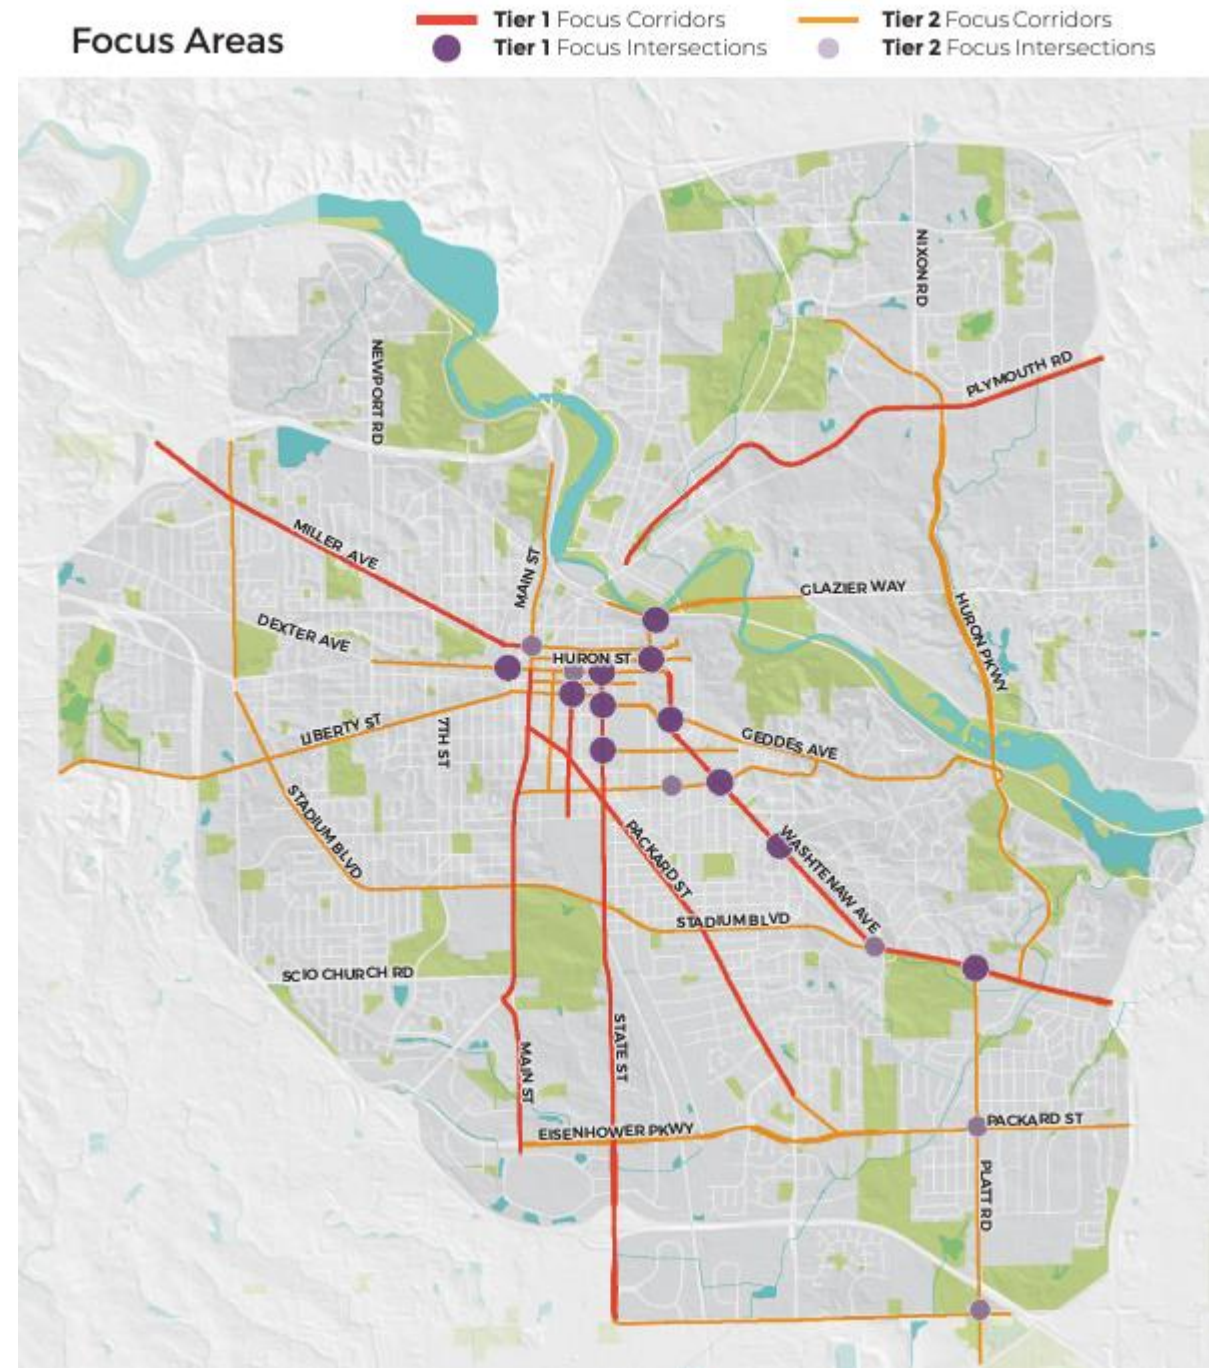 Focus Areas
Tier 1 Focus Corridors
Tier 1 Focus Intersections
Tier 2 Focus Corridors
Tier 2 Focus Intersections
NIXON RD
NEWPORT RD
PLYMOUTH RD
MILLER AVE
MAIN ST
GLAZIER WAY
HURON PKWY
DEXTER AVE
HURON ST
LIBERTY ST
7TH ST
GEDDES AVE
STADIUM BLVD
PACKARD ST
WASHTENAW AVE
STADIUM BLVD
SCIO CHURCH RD
STATE ST
MAIN ST
EISENHOWER PKWY
PACKARD ST
PLATT RD